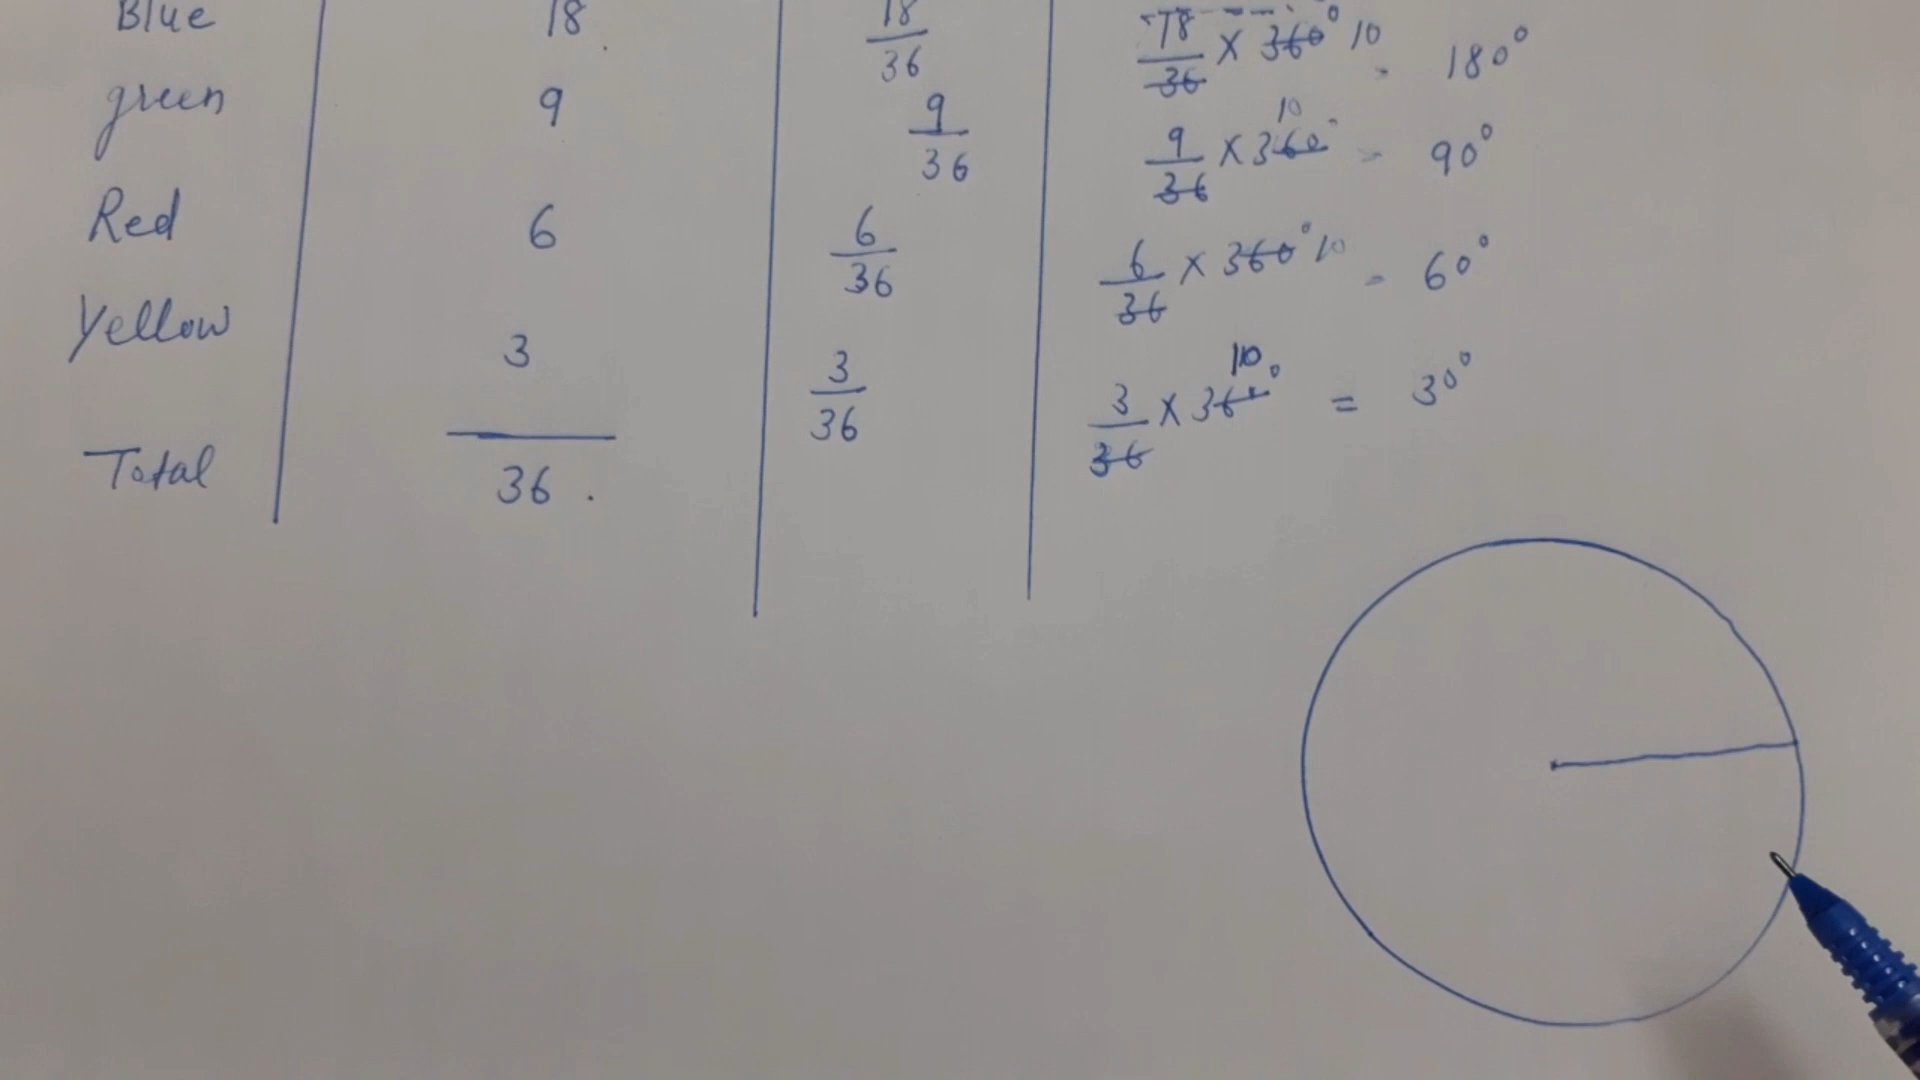 Blue 18 18/36 18/36 × 360° 10 - 180°
green 9 9/36 9/36 × 360° 10 = 90°
Red 6 6/36 6/36 × 360° 10 - 60°
Yellow 3 3/36 3/36 × 360° 10 = 30°
Total 36